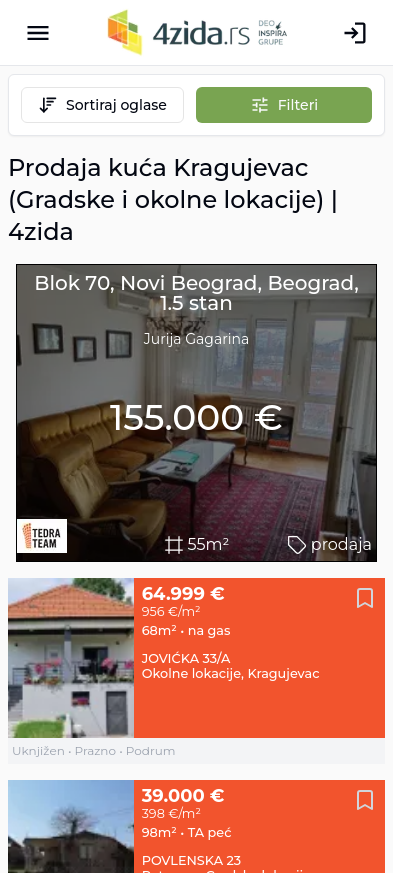 4zida.rs
DEO
INSPIRA
GRUPE
Sortiraj oglase
Filteri
Prodaja kuća Kragujevac
(Gradske i okolne lokacije) |
4zida
Blok 70, Novi Beograd, Beograd,
1.5 stan
Jurija Gagarina
155.000 €
TEDRA
TEAM
55m²
prodaja
64.999 €
956 €/m²
68m² • na gas
JOVIĆKA 33/A
Okolne lokacije, Kragujevac
Uknjižen • Prazno • Podrum
39.000 €
398 €/m²
98m² • TA peć
POVLENSKA 23